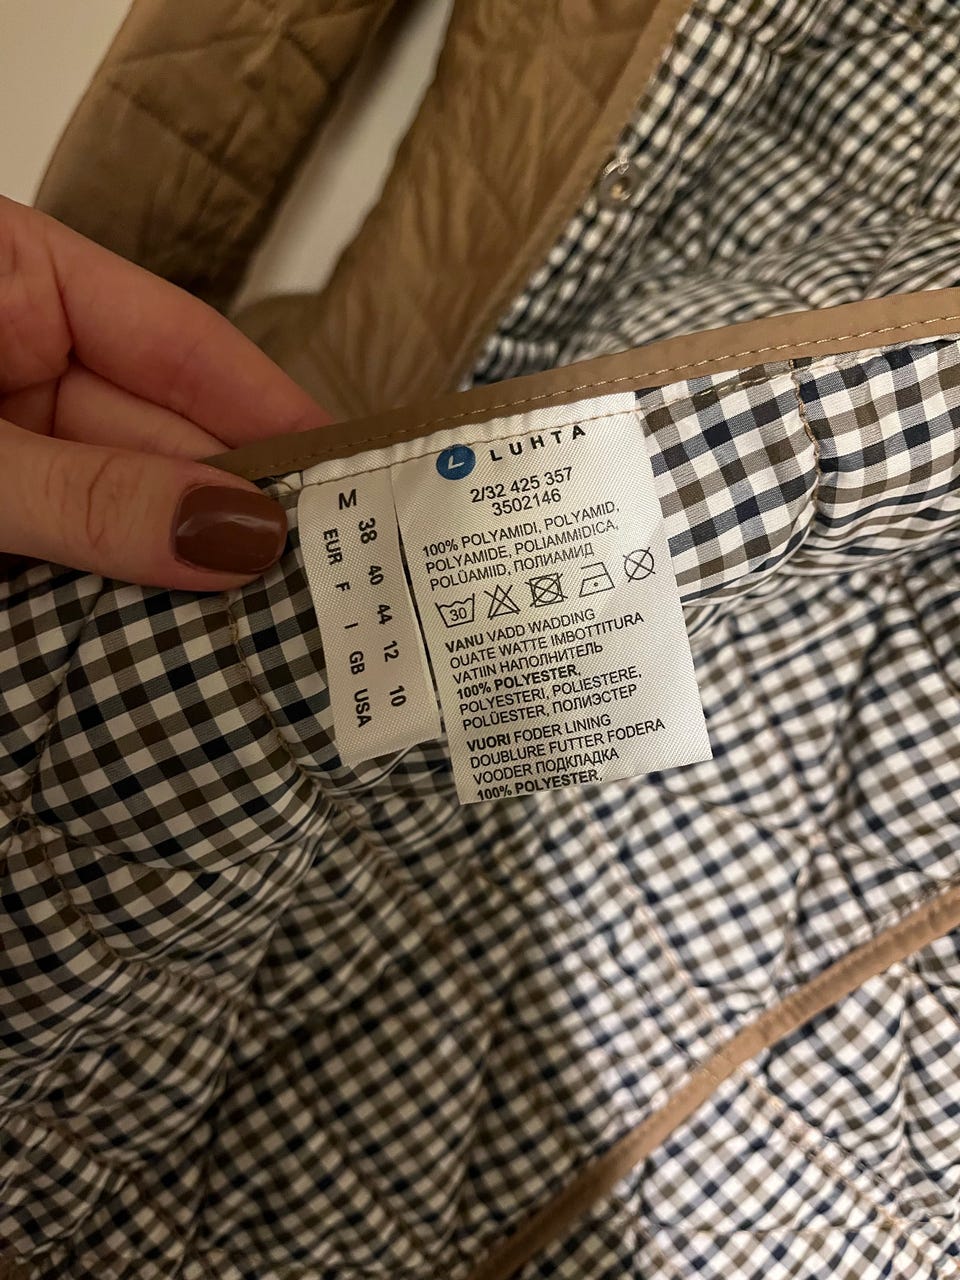 M
38 40 44 12 10
EUR F I GB USA
L LUHTA
2/32 425 357
3502146
100% POLYAMIDI, POLYAMID,
POLYAMIDE, POLIAMMIDICA,
POLÜAMIID, ПОЛИАМИД
30
VANU VADD WADDING
OUATE WATTE IMBOTTITURA
VATIIN НАПОЛНИТЕЛЬ
100% POLYESTER,
POLYESTERI, POLIESTERE,
POLÜESTER, ПОЛИЭСТЕР
VUORI FODER LINING
DOUBLURE FUTTER FODERA
VOODER ПОДКЛАДКА
100% POLYESTER,